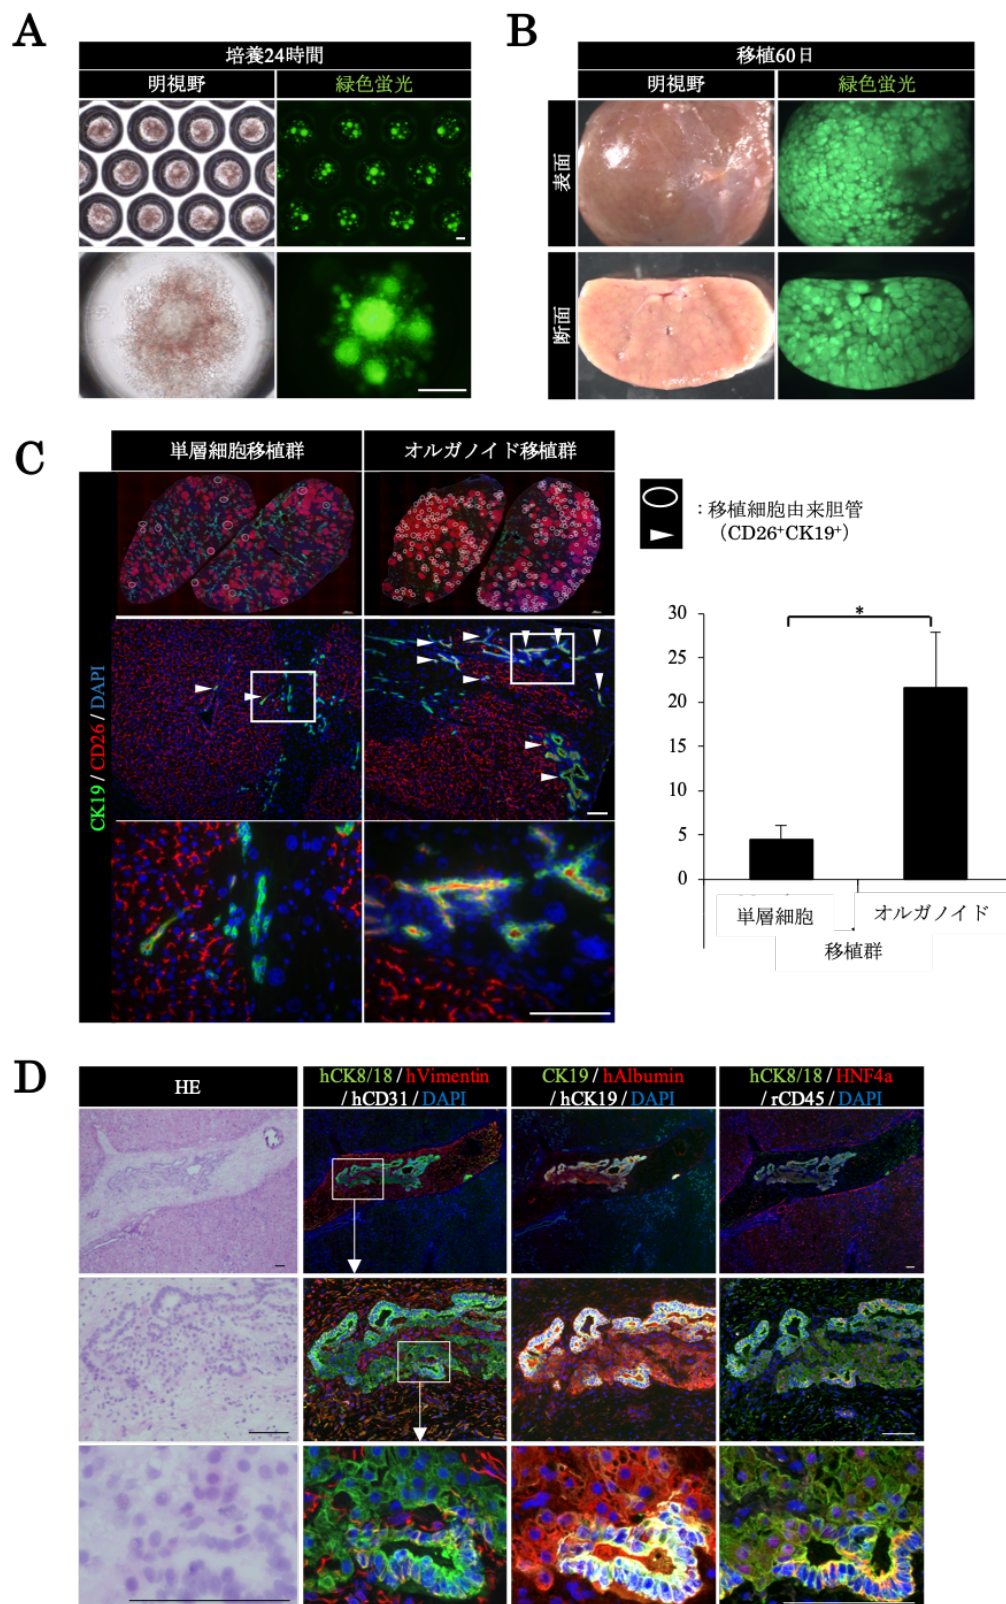 A
培養24時間
明視野
緑色蛍光
B
移植60日
明視野
緑色蛍光
表面
断面
C
単層細胞移植群
オルガノイド移植群
CK19 / CD26 / DAPI
:移植細胞由来胆管
(CD26⁺CK19⁺)
30
25
20
15
10
5
0
*
単層細胞
オルガノイド
移植群
D
HE
hCK8/18 / hVimentin
/ hCD31 / DAPI
CK19 / hAlbumin
/ hCK19 / DAPI
hCK8/18 / HNF4a
/ rCD45 / DAPI